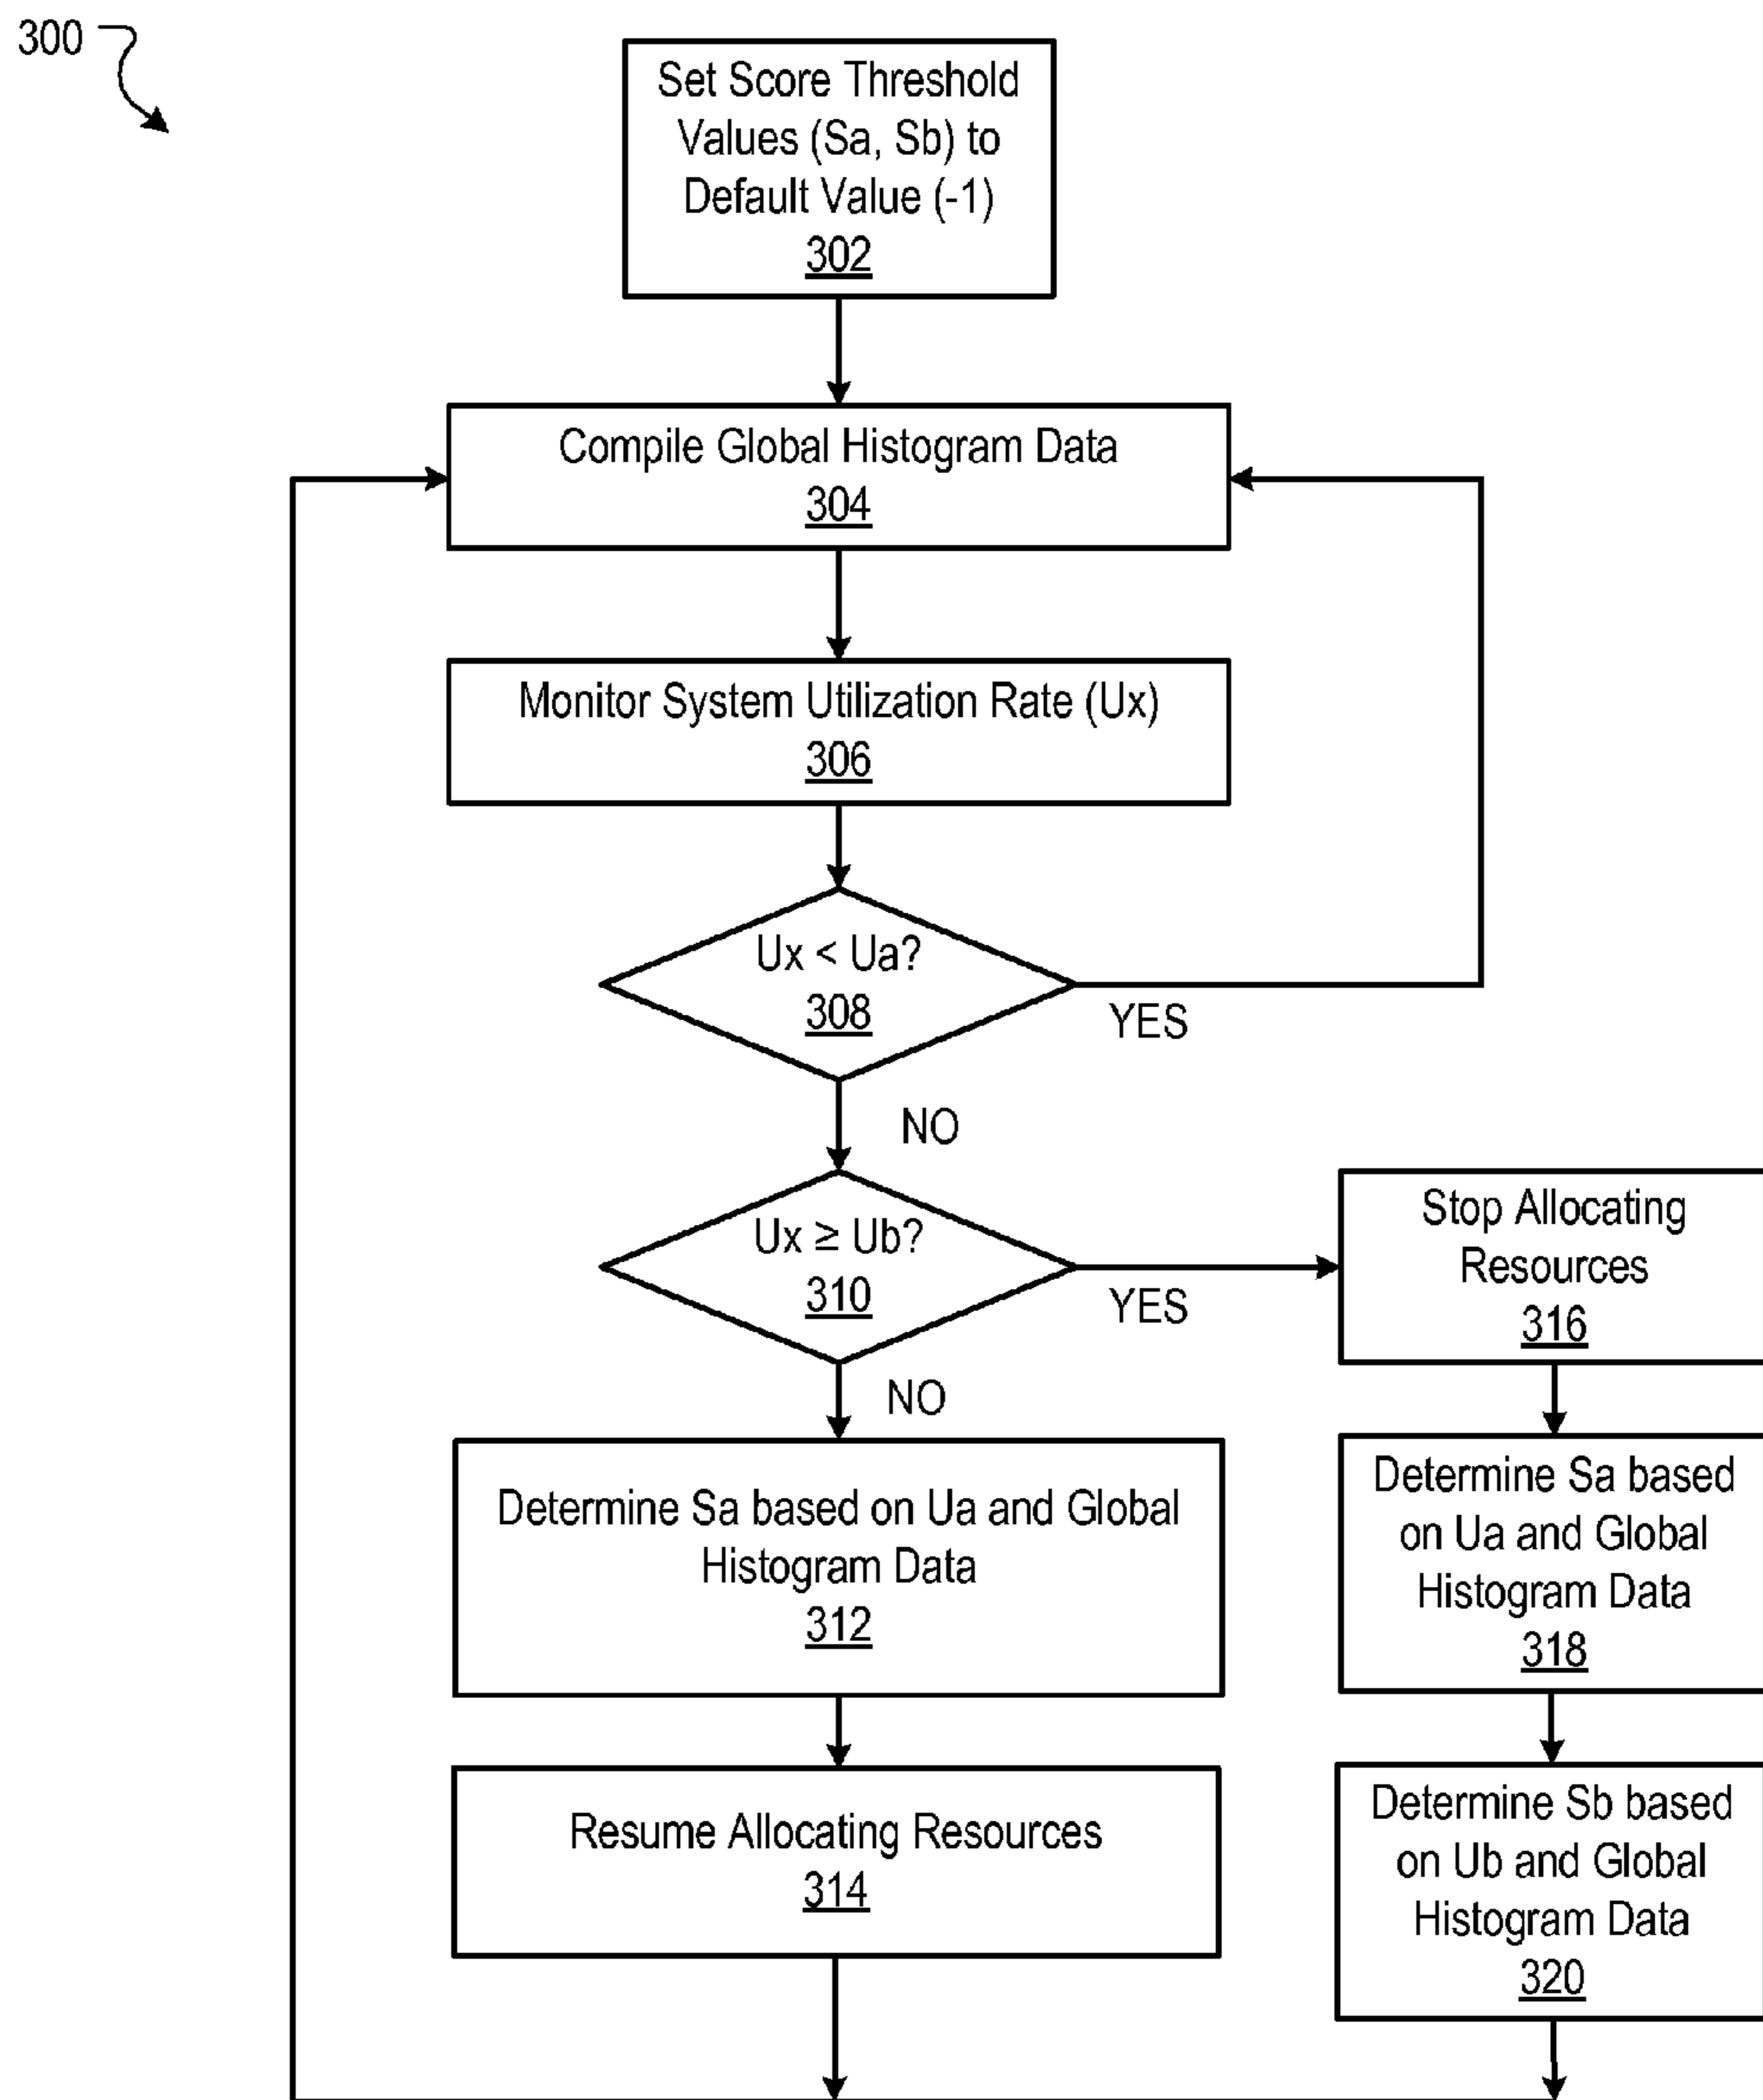 300
Set Score Threshold
Values (Sa, Sb) to
Default Value (-1)
302
Compile Global Histogram Data
304
Monitor System Utilization Rate (Ux)
306
Ux < Ua?
308
YES
NO
Ux ≥ Ub?
310
YES
NO
Stop Allocating
Resources
316
Determine Sa based on Ua and Global
Histogram Data
312
Determine Sa based
on Ua and Global
Histogram Data
318
Resume Allocating Resources
314
Determine Sb based
on Ub and Global
Histogram Data
320